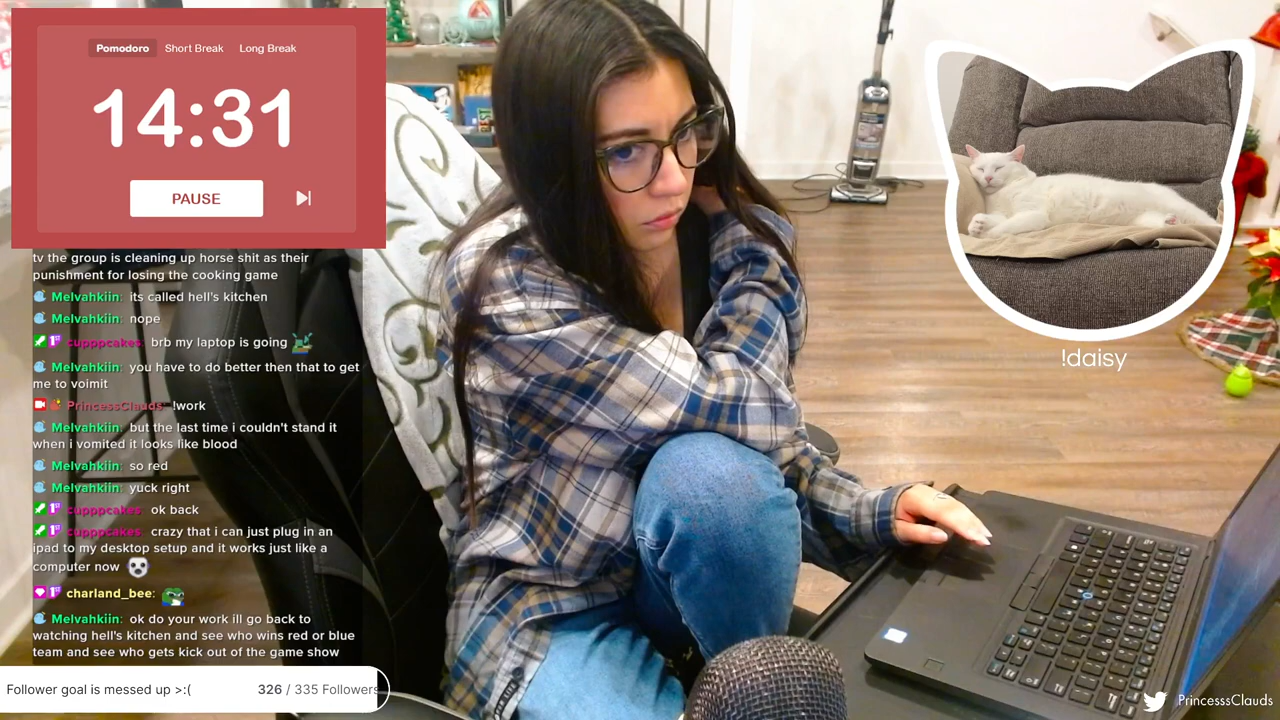 Pomodoro Short Break Long Break
14:31
PAUSE
tv the group is cleaning up horse shit as their
punishment for losing the cooking game
Melvahkiin: its called hell's kitchen
Melvahkiin: nope
cupppcakes: brb my laptop is going
Melvahkiin: you have to do better then that to get
me to voimit
PrincessClauds: !work
Melvahkiin: but the last time i couldn't stand it
when i vomited it looks like blood
Melvahkiin: so red
Melvahkiin: yuck right
cupppcakes: ok back
cupppcakes: crazy that i can just plug in an
ipad to my desktop setup and it works just like a
computer now
charland_bee:
Melvahkiin: ok do your work ill go back to
watching hell's kitchen and see who wins red or blue
team and see who gets kick out of the game show
Follower goal is messed up >:( 326 / 335 Followers
!daisy
PrincesssClauds